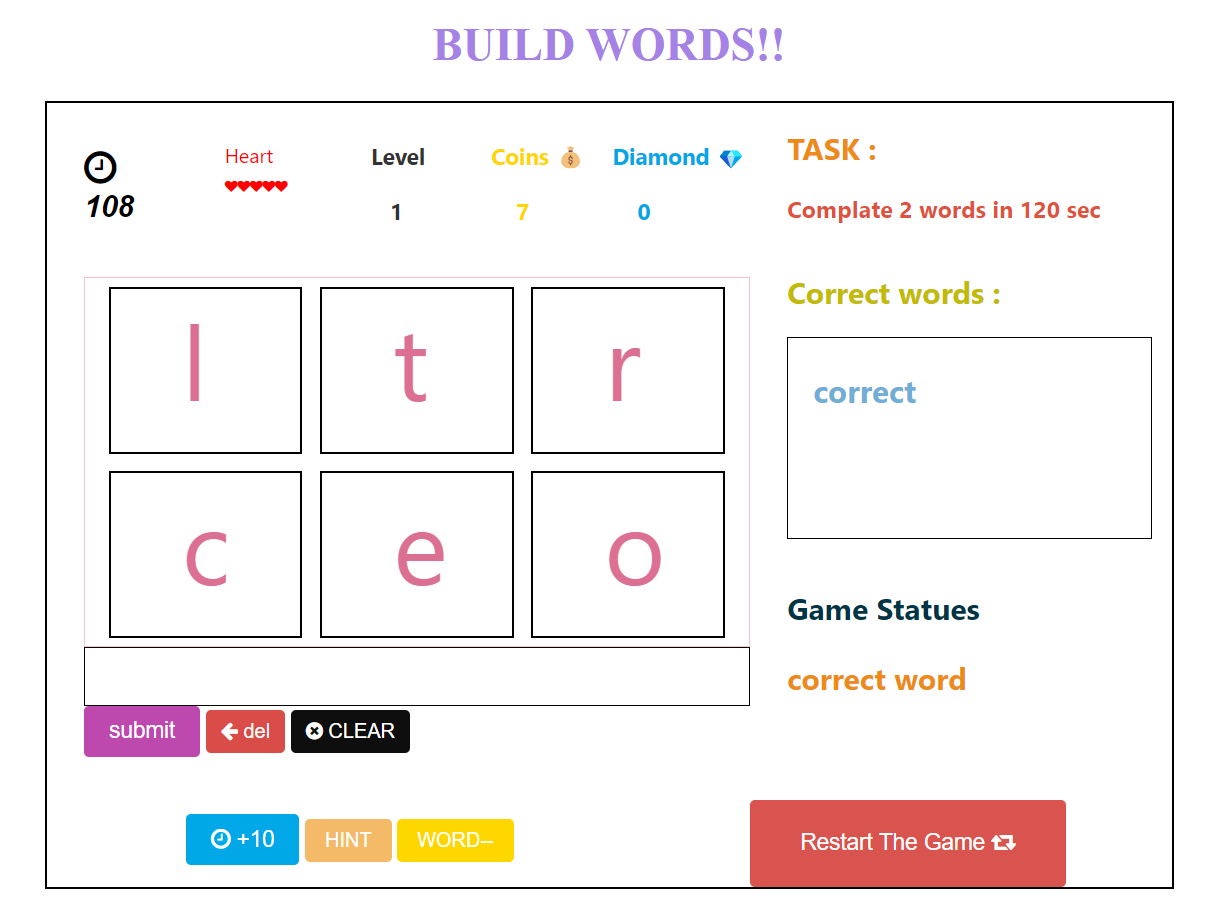 BUILD WORDS!!
Heart
Level
Coins
Diamond
108
1
7
0
TASK :
Complate 2 words in 120 sec
Correct words :
correct
l t r
c e o
Game Statues
correct word
submit
del
CLEAR
+10
HINT
WORD--
Restart The Game